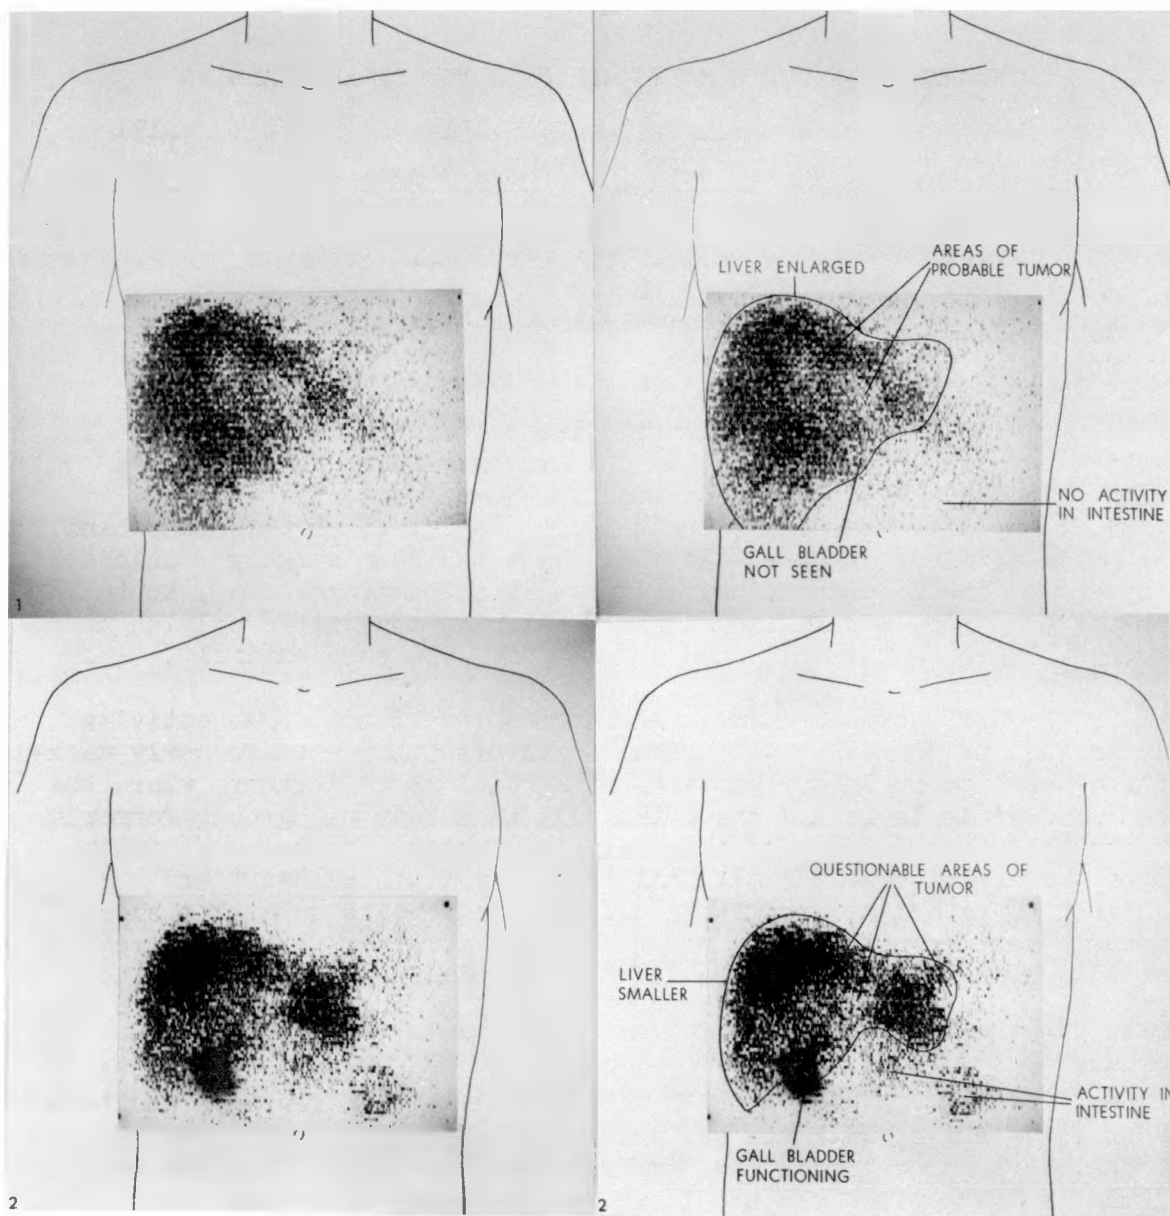 LIVER ENLARGED
AREAS OF
PROBABLE TUMOR
NO ACTIVITY
IN INTESTINE
GALL BLADDER
NOT SEEN
1
QUESTIONABLE AREAS OF
TUMOR
LIVER
SMALLER
ACTIVITY IN
INTESTINE
GALL BLADDER
FUNCTIONING
2
2